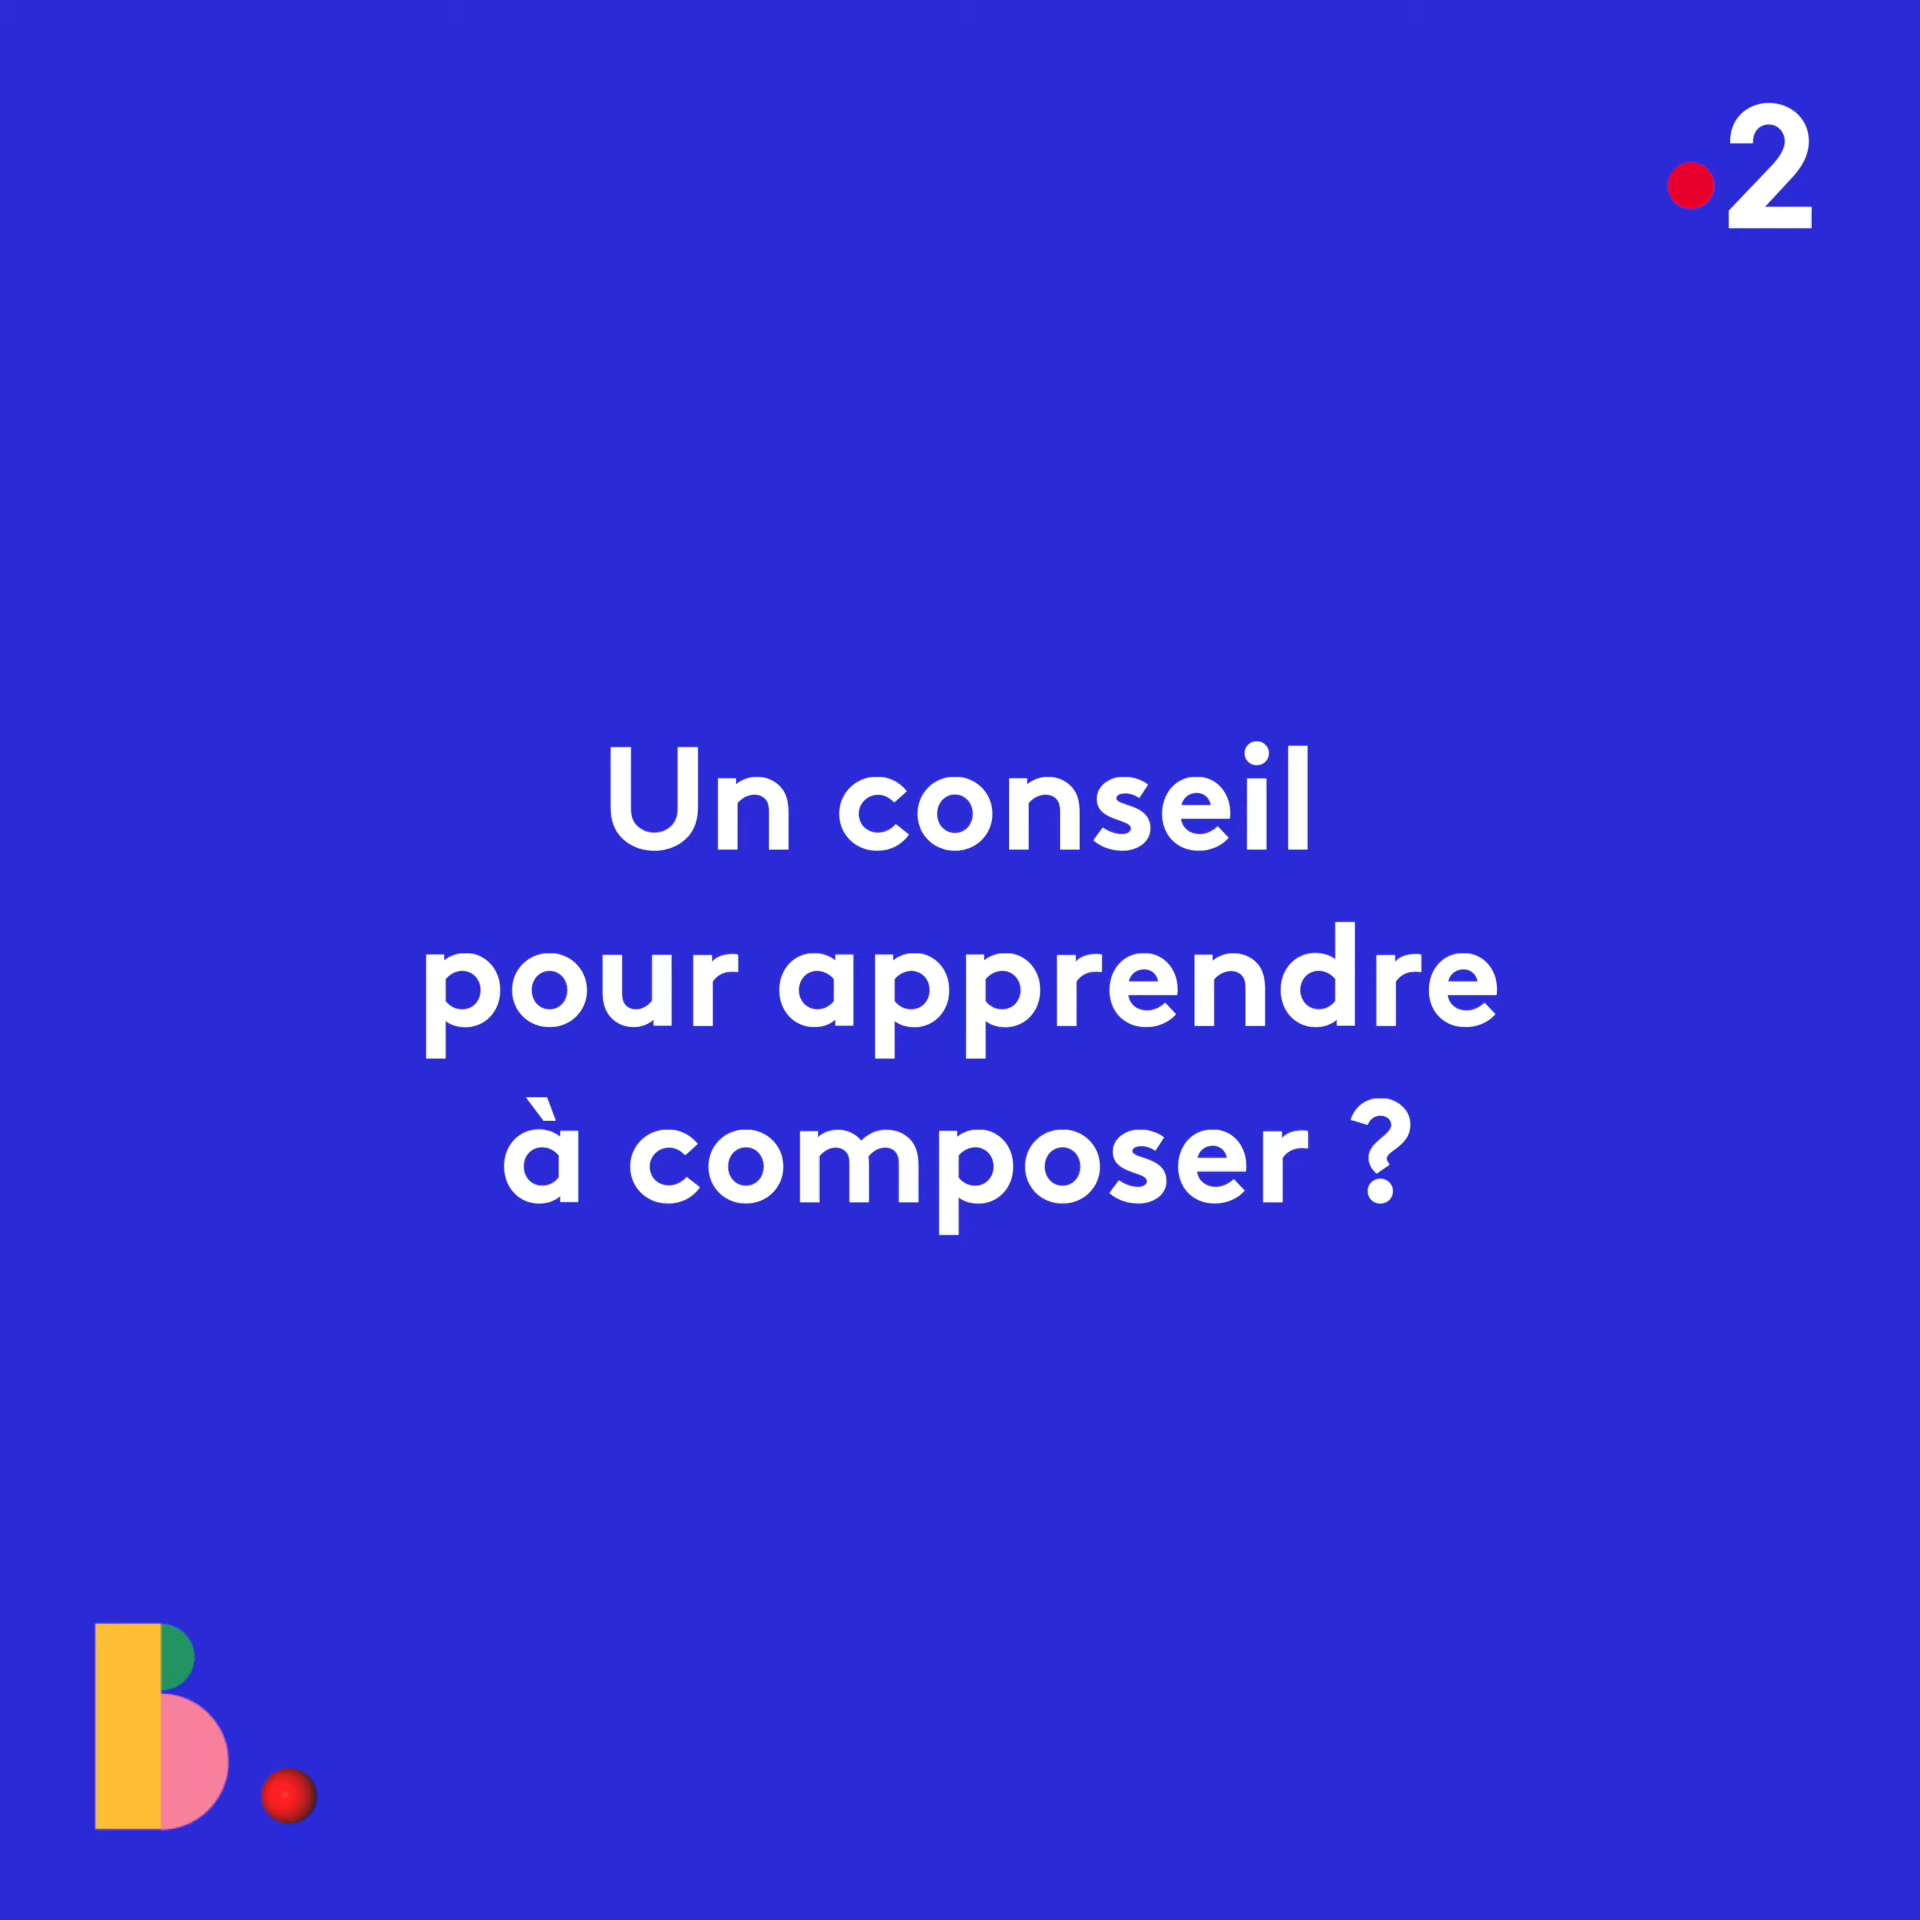 2
Un conseil
pour apprendre
à composer ?
B.